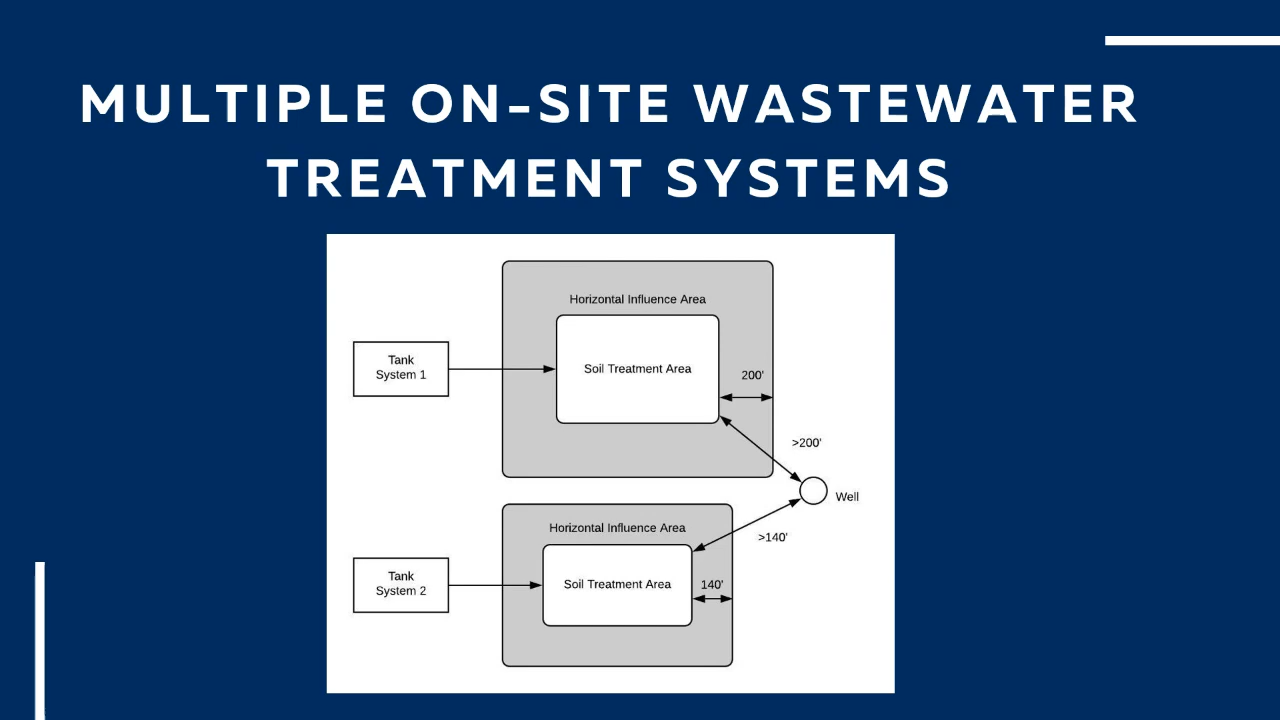 MULTIPLE ON-SITE WASTEWATER
TREATMENT SYSTEMS
Horizontal Influence Area
Tank
System 1
Soil Treatment Area
200'
>200'
Well
Horizontal Influence Area
>140'
Tank
System 2
Soil Treatment Area
140'